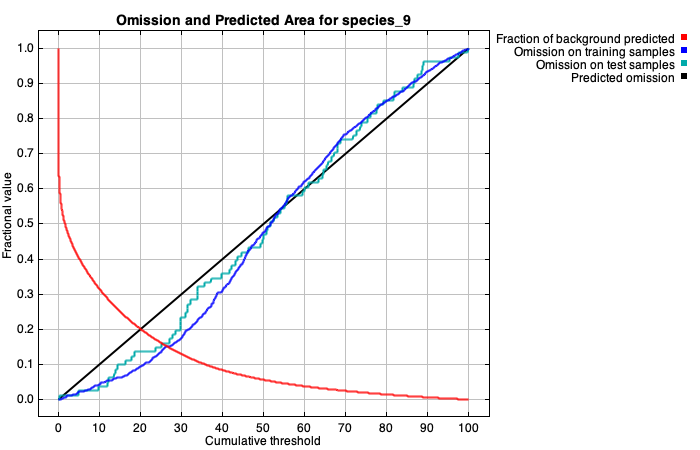 Omission and Predicted Area for species_9
Fraction of background predicted
Omission on training samples
Omission on test samples
Predicted omission
Fractional value
1.0
0.9
0.8
0.7
0.6
0.5
0.4
0.3
0.2
0.1
0.0
0 10 20 30 40 50 60 70 80 90 100
Cumulative threshold